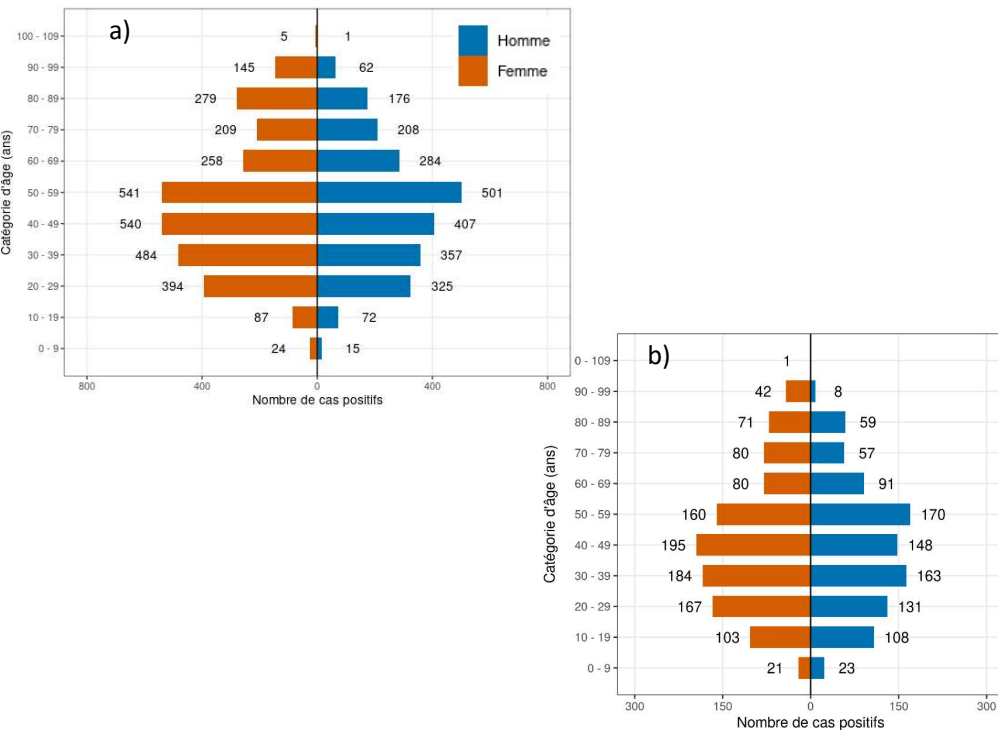 a)
Homme
Femme
Catégorie d'âge (ans)
100 - 109 5 1
90 - 99 145 62
80 - 89 279 176
70 - 79 209 208
60 - 69 258 284
50 - 59 541 501
40 - 49 540 407
30 - 39 484 357
20 - 29 394 325
10 - 19 87 72
0 - 9 24 15
800 400 0 400 800
Nombre de cas positifs
b)
Catégorie d'âge (ans)
0 - 109 1
90 - 99 42 8
80 - 89 71 59
70 - 79 80 57
60 - 69 80 91
50 - 59 160 170
40 - 49 195 148
30 - 39 184 163
20 - 29 167 131
10 - 19 103 108
0 - 9 21 23
300 150 0 150 300
Nombre de cas positifs